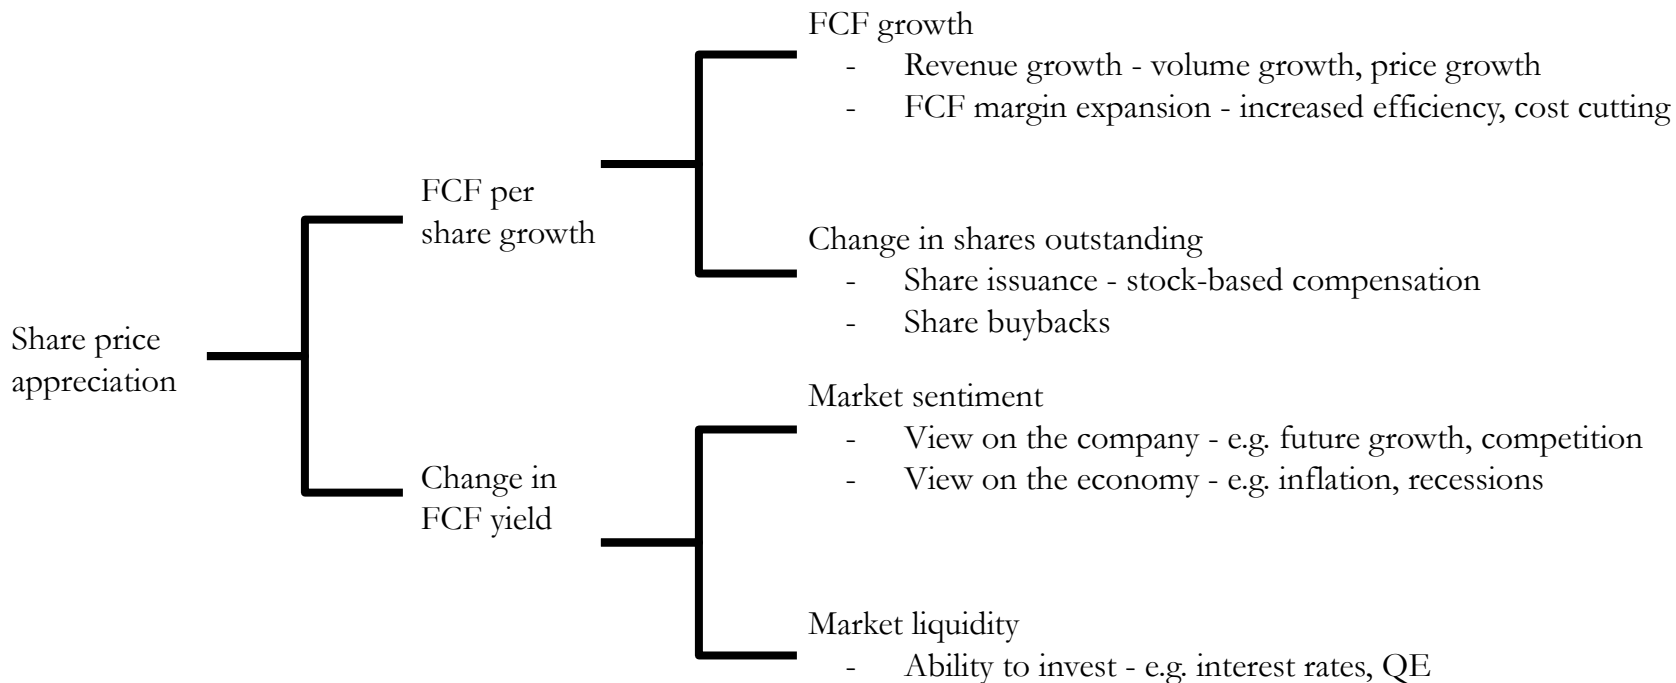 Share price
appreciation
FCF per
share growth
FCF growth
- Revenue growth - volume growth, price growth
- FCF margin expansion - increased efficiency, cost cutting
Change in shares outstanding
- Share issuance - stock-based compensation
- Share buybacks
Change in
FCF yield
Market sentiment
- View on the company - e.g. future growth, competition
- View on the economy - e.g. inflation, recessions
Market liquidity
- Ability to invest - e.g. interest rates, QE